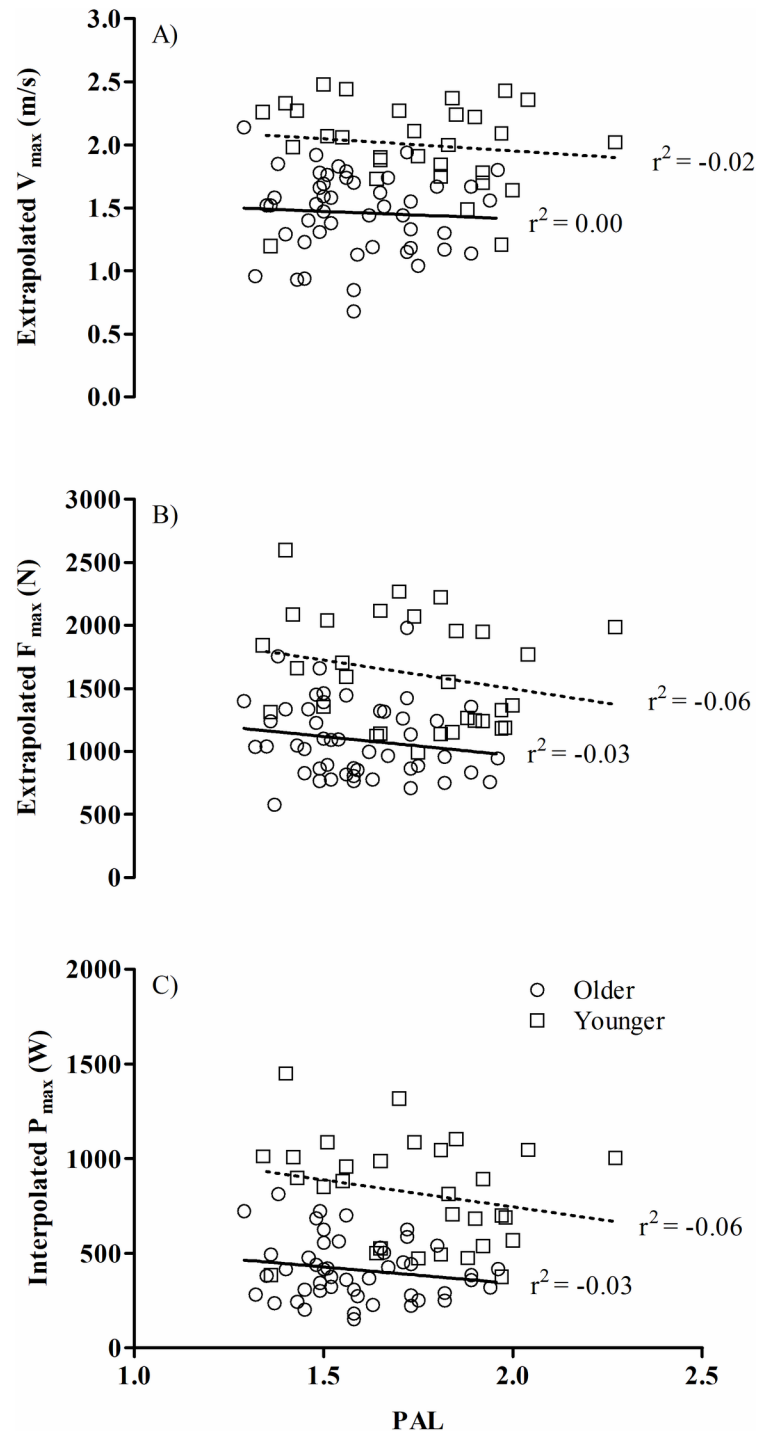 A)
Extrapolated Vmax (m/s)
3.0
2.5
2.0
1.5
1.0
0.5
0.0
r² = -0.02
r² = 0.00
B)
Extrapolated Fmax (N)
3000
2500
2000
1500
1000
500
0
r² = -0.06
r² = -0.03
C)
Interpolated Pmax (W)
2000
1500
1000
500
0
Older
Younger
r² = -0.06
r² = -0.03
1.0 1.5 2.0 2.5
PAL